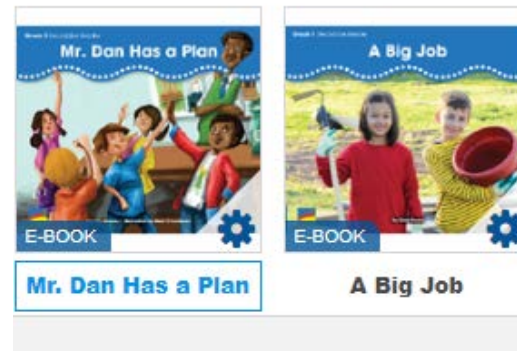 Mr. Dan Has a Plan
A Big Job
E-BOOK
E-BOOK
Mr. Dan Has a Plan
A Big Job